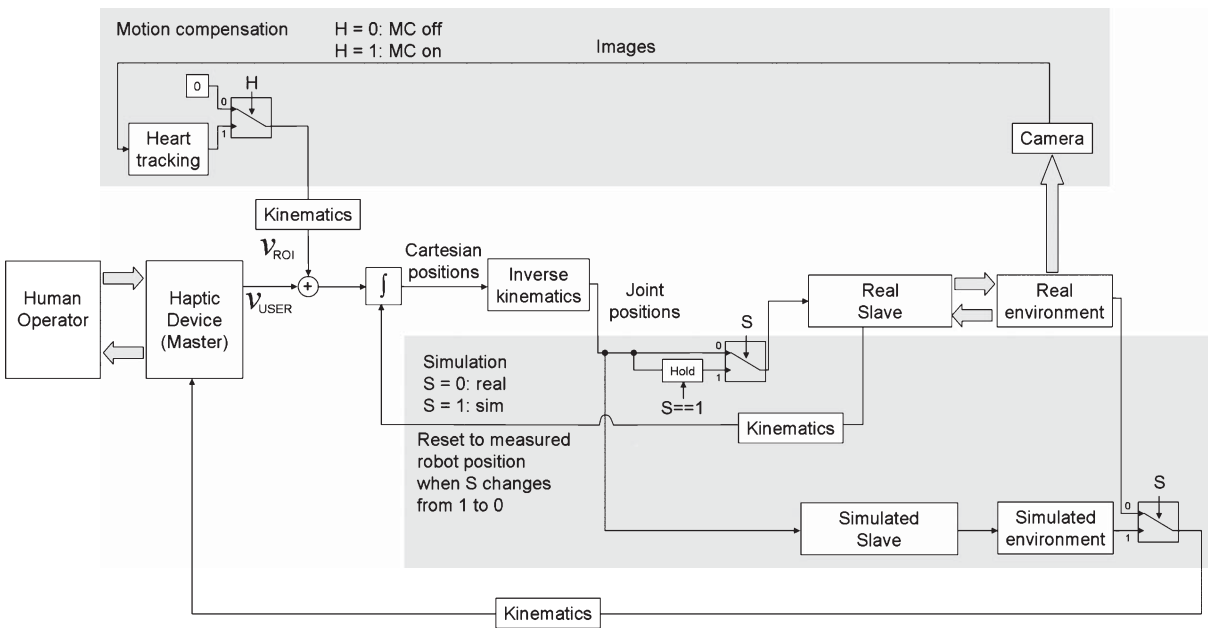 Motion compensation
H = 0: MC off
H = 1: MC on
Images
0
H
0
1
Heart
tracking
Camera
Kinematics
v ROI
Human
Operator
Haptic
Device
(Master)
v USER
+
∫
Cartesian
positions
Inverse
kinematics
Joint
positions
Real
Slave
Real
environment
Simulation
S = 0: real
S = 1: sim
S
0
1
Hold
S==1
Kinematics
Reset to measured
robot position
when S changes
from 1 to 0
Simulated
Slave
Simulated
environment
S
0
1
Kinematics